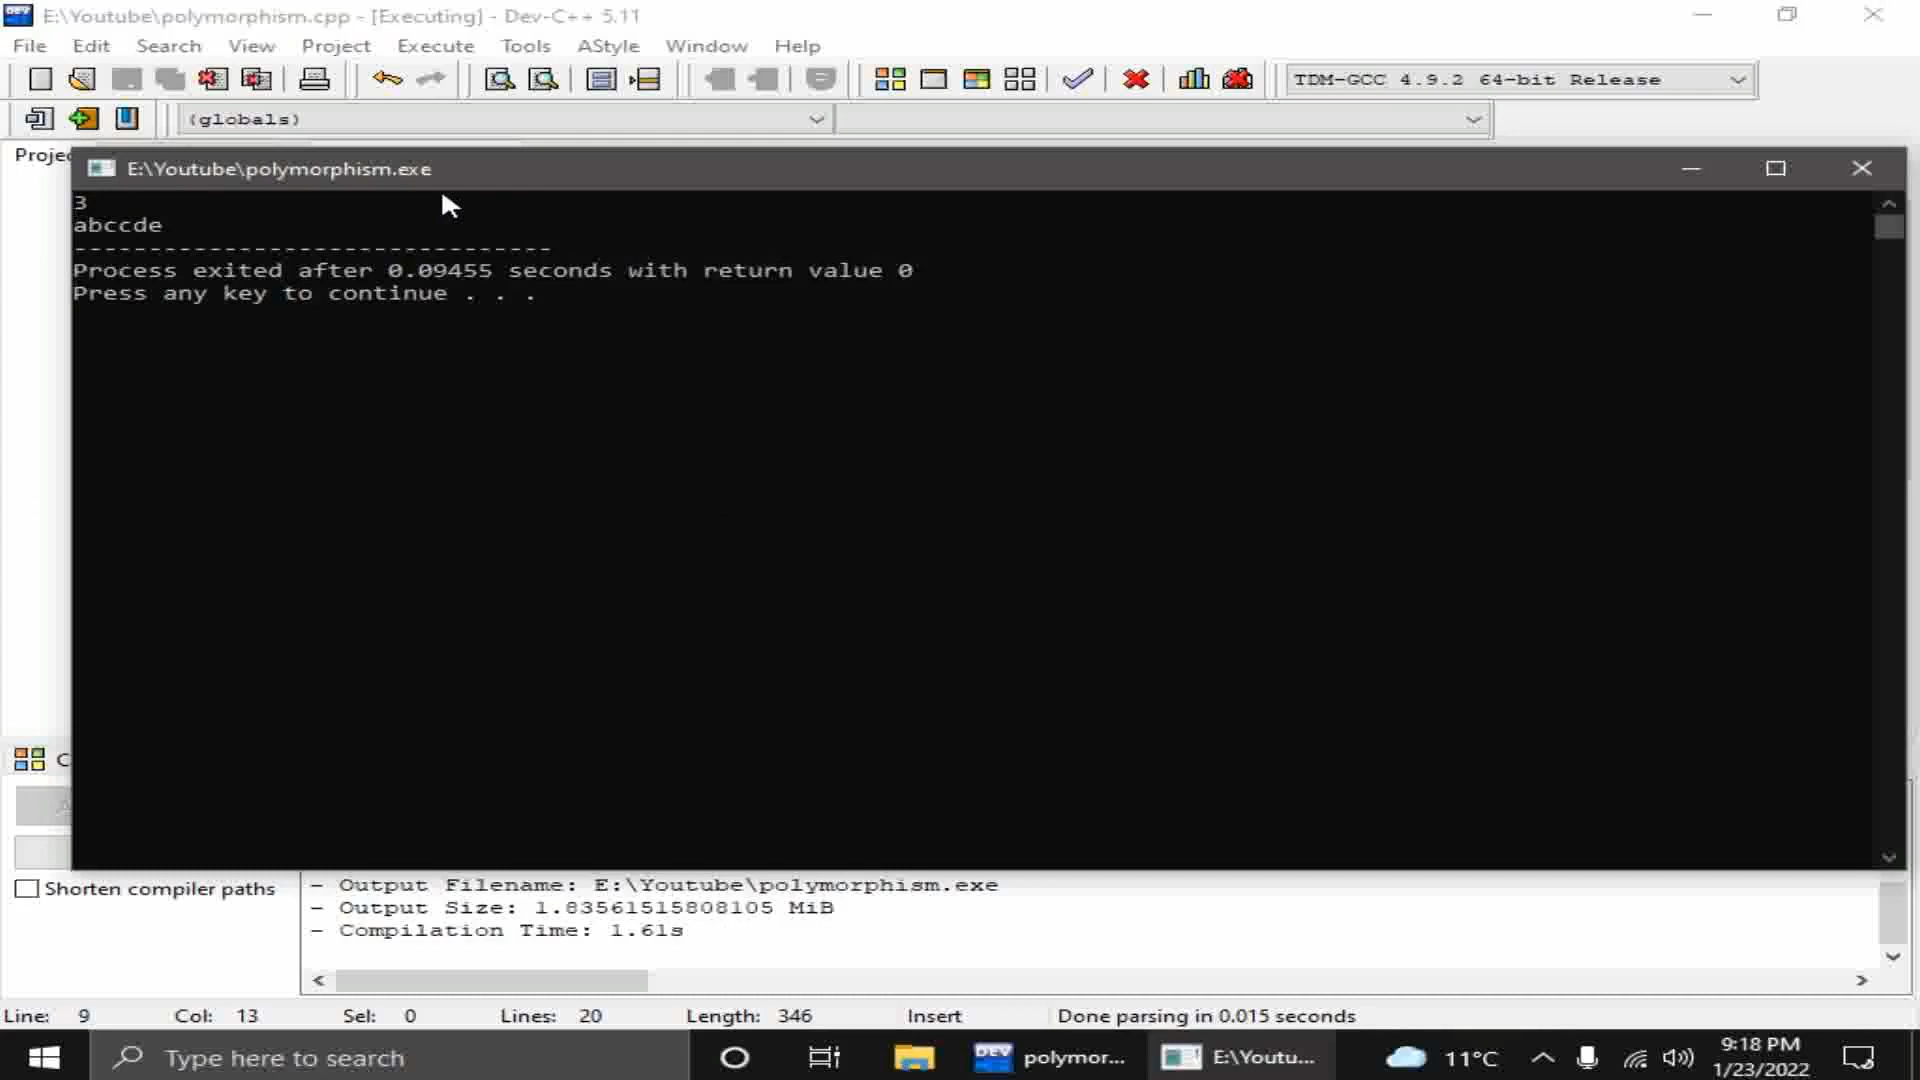 E:\Youtube\polymorphism.cpp - [Executing] - Dev-C++ 5.11
File Edit Search View Project Execute Tools AStyle Window Help
TDM-GCC 4.9.2 64-bit Release
(globals)
E:\Youtube\polymorphism.exe
3
abccde
--------------------------------
Process exited after 0.09455 seconds with return value 0
Press any key to continue . . .
Shorten compiler paths
- Output Filename: E:\Youtube\polymorphism.exe
- Output Size: 1.83561515808105 MiB
- Compilation Time: 1.61s
Line: 9 Col: 13 Sel: 0 Lines: 20 Length: 346 Insert Done parsing in 0.015 seconds
Type here to search
DEV polymor... E:\Youtu... 11°C 9:18 PM
1/23/2022